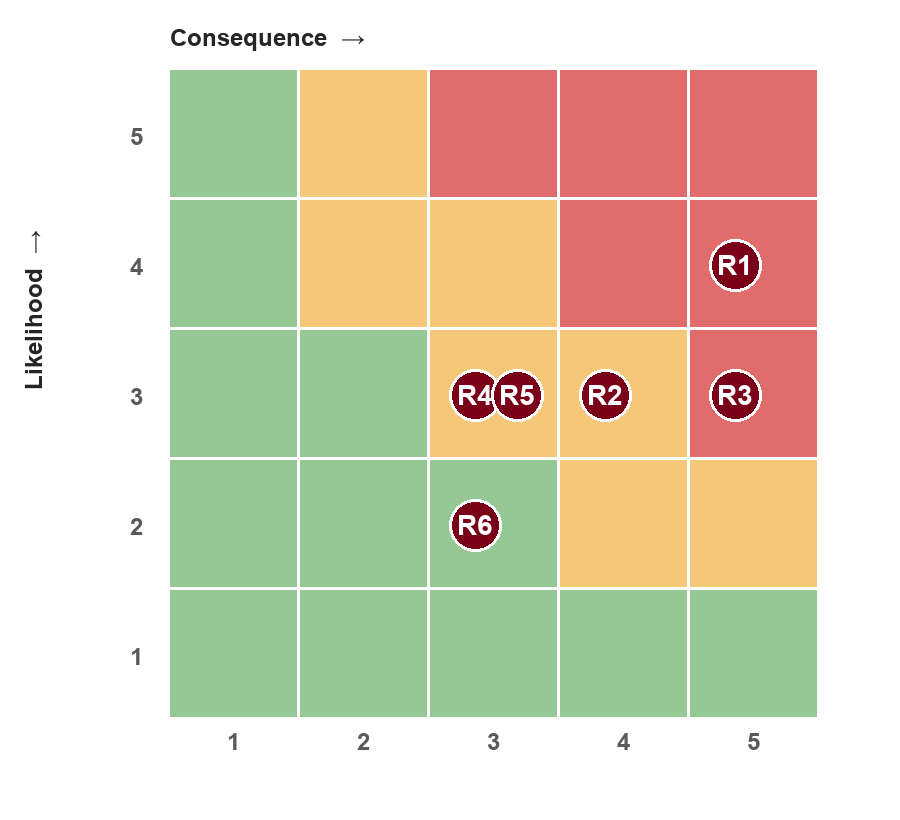 Consequence →
Likelihood →
5
4 R1
3 R4 R5 R2 R3
2 R6
1
1 2 3 4 5